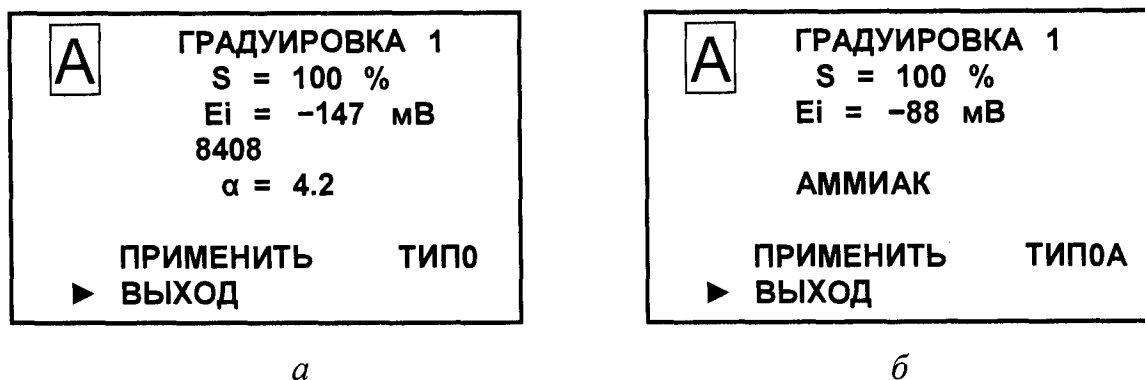 A
ГРАДУИРОВКА 1
S = 100 %
Ei = −147 мВ
8408
α = 4.2
ПРИМЕНИТЬ ТИП0
► ВЫХОД
а
A
ГРАДУИРОВКА 1
S = 100 %
Ei = −88 мВ
АММИАК
ПРИМЕНИТЬ ТИП0А
► ВЫХОД
б